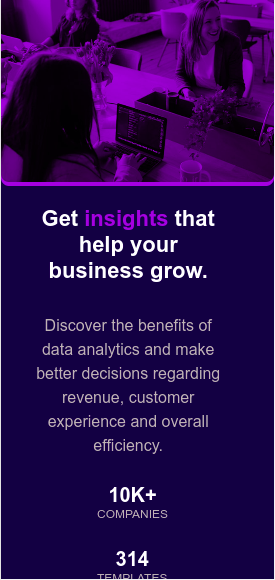 Get insights that
help your
business grow.
Discover the benefits of
data analytics and make
better decisions regarding
revenue, customer
experience and overall
efficiency.
10K+
COMPANIES
314
TEMPLATES